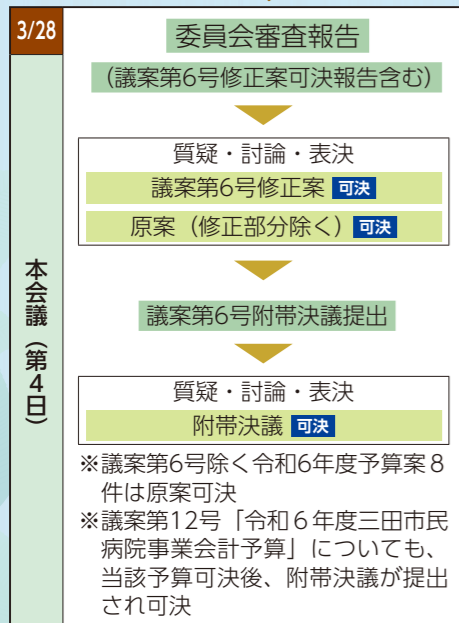 3/28
本会議（第4日）
委員会審査報告
（議案第6号修正案可決報告含む）
質疑・討論・表決
議案第6号修正案 可決
原案（修正部分除く）可決
議案第6号附帯決議提出
質疑・討論・表決
附帯決議 可決
※議案第6号除く令和6年度予算案8
件は原案可決
※議案第12号「令和6年度三田市民
病院事業会計予算」についても、
当該予算可決後、附帯決議が提出
され可決